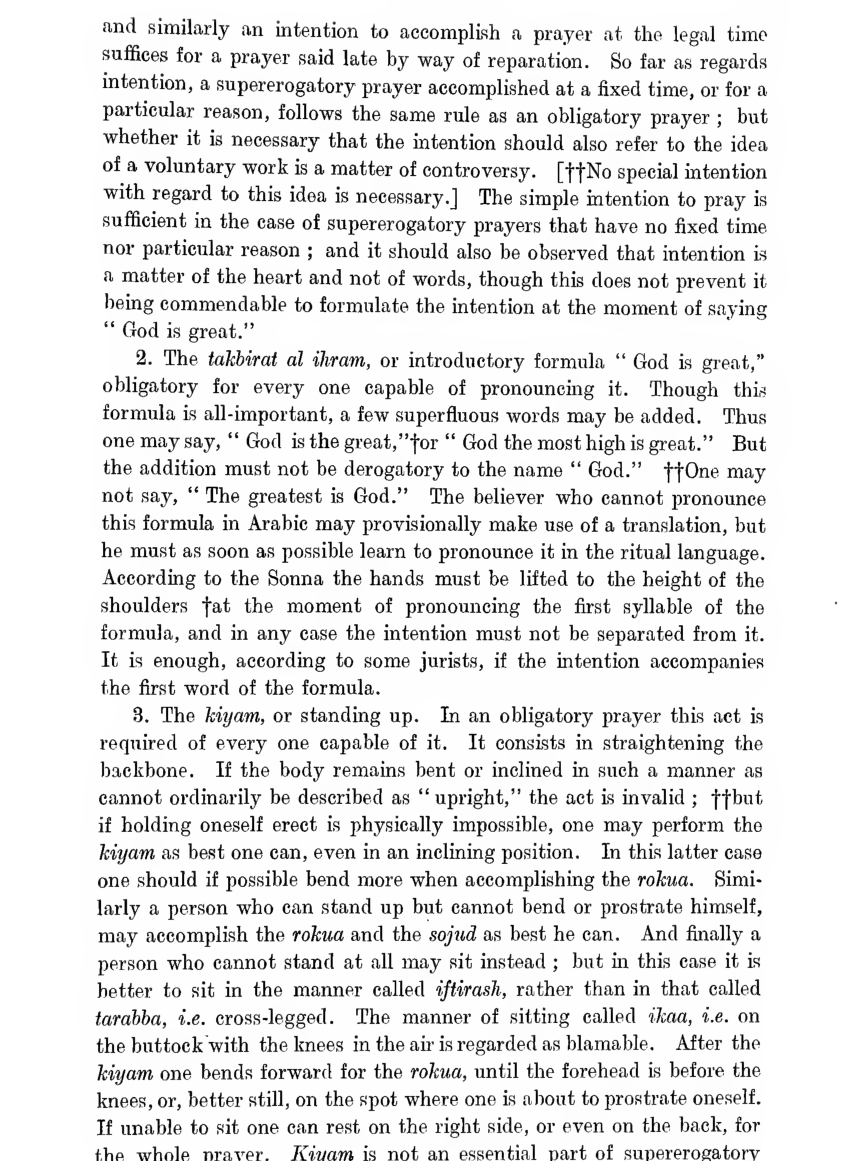 and similarly an intention to accomplish a prayer at the legal time
suffices for a prayer said late by way of reparation. So far as regards
intention, a supererogatory prayer accomplished at a fixed time, or for a
particular reason, follows the same rule as an obligatory prayer ; but
whether it is necessary that the intention should also refer to the idea
of a voluntary work is a matter of controversy. [††No special intention
with regard to this idea is necessary.] The simple intention to pray is
sufficient in the case of supererogatory prayers that have no fixed time
nor particular reason ; and it should also be observed that intention is
a matter of the heart and not of words, though this does not prevent it
being commendable to formulate the intention at the moment of saying
“ God is great.”
2. The takbirat al ihram, or introductory formula “ God is great,”
obligatory for every one capable of pronouncing it. Though this
formula is all-important, a few superfluous words may be added. Thus
one may say, “ God is the great,”†or “ God the most high is great.” But
the addition must not be derogatory to the name “ God.” ††One may
not say, “ The greatest is God.” The believer who cannot pronounce
this formula in Arabic may provisionally make use of a translation, but
he must as soon as possible learn to pronounce it in the ritual language.
According to the Sonna the hands must be lifted to the height of the
shoulders †at the moment of pronouncing the first syllable of the
formula, and in any case the intention must not be separated from it.
It is enough, according to some jurists, if the intention accompanies
the first word of the formula.
3. The kiyam, or standing up. In an obligatory prayer this act is
required of every one capable of it. It consists in straightening the
backbone. If the body remains bent or inclined in such a manner as
cannot ordinarily be described as “ upright,” the act is invalid ; ††but
if holding oneself erect is physically impossible, one may perform the
kiyam as best one can, even in an inclining position. In this latter case
one should if possible bend more when accomplishing the rokua. Simi-
larly a person who can stand up but cannot bend or prostrate himself,
may accomplish the rokua and the sojud as best he can. And finally a
person who cannot stand at all may sit instead ; but in this case it is
better to sit in the manner called iftirash, rather than in that called
tarabba, i.e. cross-legged. The manner of sitting called ikaa, i.e. on
the buttock with the knees in the air is regarded as blamable. After the
kiyam one bends forward for the rokua, until the forehead is before the
knees, or, better still, on the spot where one is about to prostrate oneself.
If unable to sit one can rest on the right side, or even on the back, for
the whole prayer. Kiyam is not an essential part of supererogatory